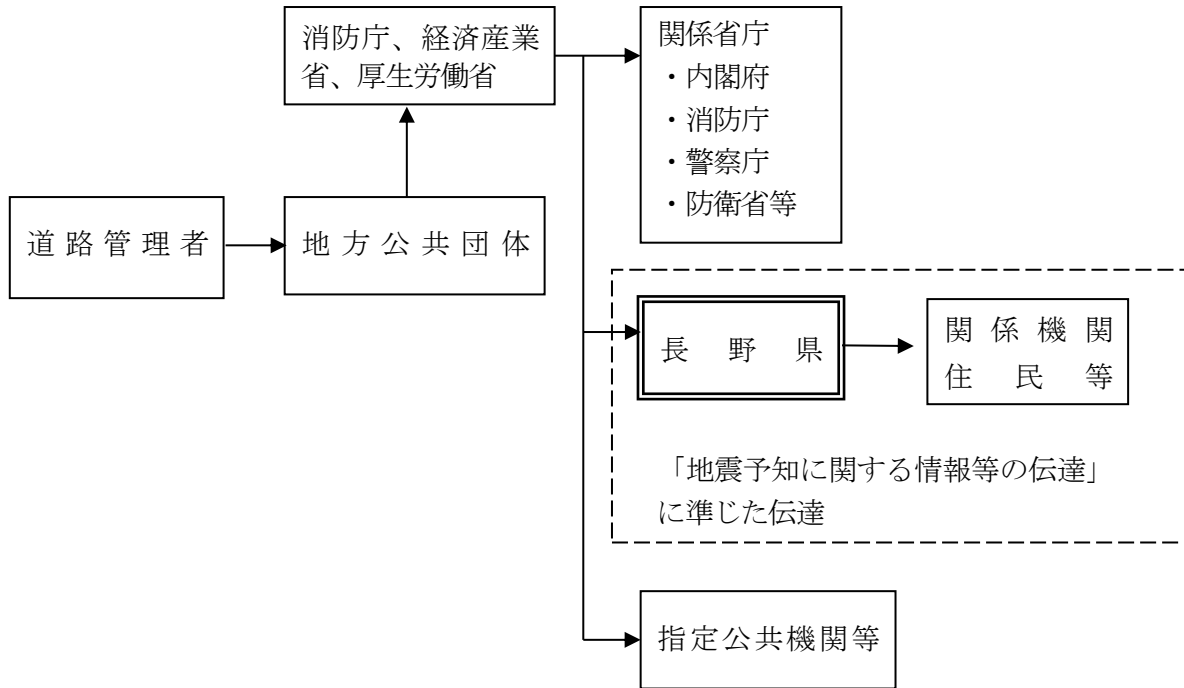 消防庁、経済産業
省、厚生労働省
関係省庁
・内閣府
・消防庁
・警察庁
・防衛省等
道路管理者
地方公共団体
長野県
関係機関
住民等
「地震予知に関する情報等の伝達」
に準じた伝達
指定公共機関等